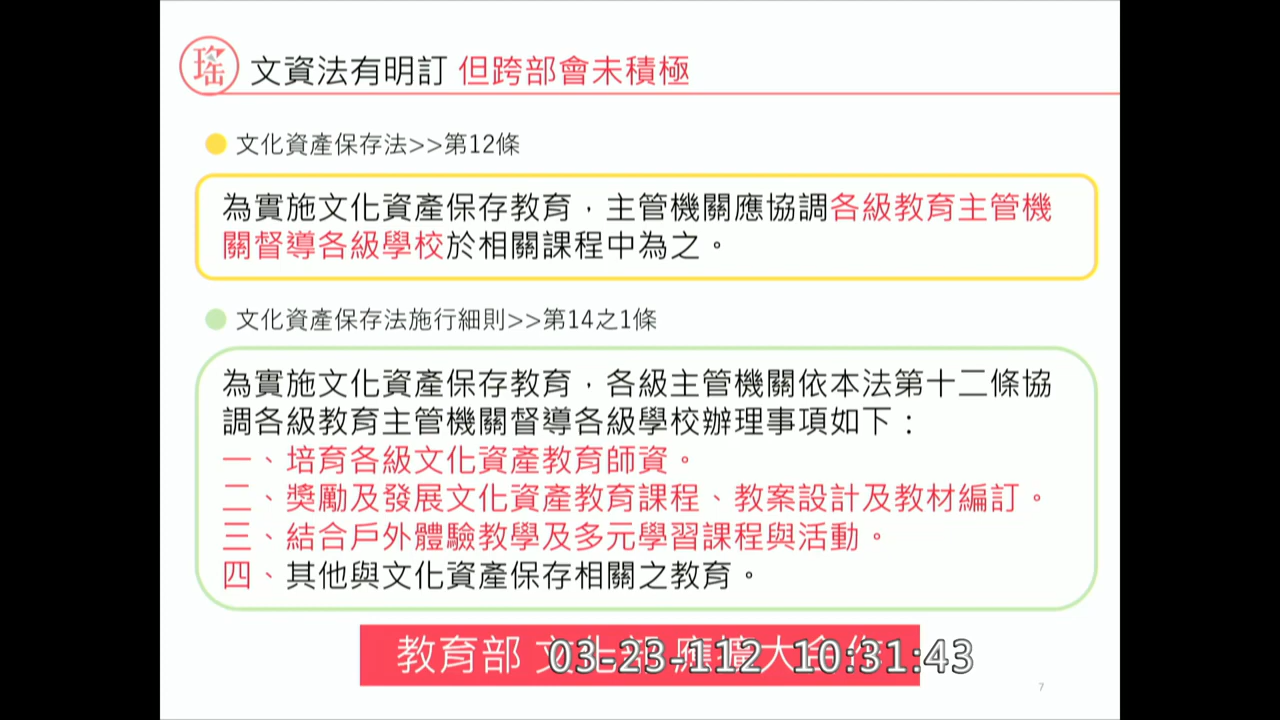 瑤
文資法有明訂 但跨部會未積極
文化資產保存法>>第12條
為實施文化資產保存教育，主管機關應協調各級教育主管機
關督導各級學校於相關課程中為之。
文化資產保存法施行細則>>第14之1條
為實施文化資產保存教育，各級主管機關依本法第十二條協
調各級教育主管機關督導各級學校辦理事項如下：
一、培育各級文化資產教育師資。
二、獎勵及發展文化資產教育課程、教案設計及教材編訂。
三、結合戶外體驗教學及多元學習課程與活動。
四、其他與文化資產保存相關之教育。
教育部 文化部 應擴大合作
03-23-112 10:31:43
7